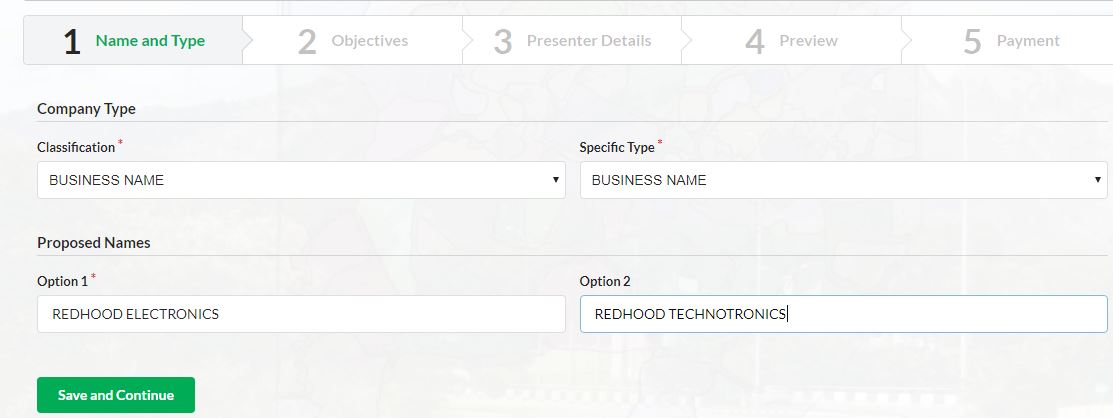 1 Name and Type 2 Objectives 3 Presenter Details 4 Preview 5 Payment
Company Type
Classification * Specific Type *
BUSINESS NAME BUSINESS NAME
Proposed Names
Option 1 * Option 2
REDHOOD ELECTRONICS REDHOOD TECHNOTRONICS
Save and Continue